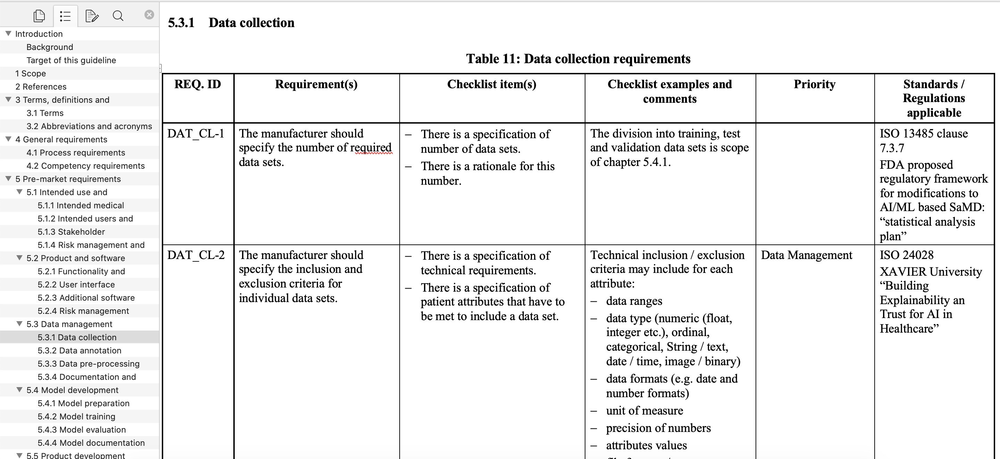 Introduction
Background
Target of this guideline
1 Scope
2 References
3 Terms, definitions and
3.1 Terms
3.2 Abbreviations and acronyms
4 General requirements
4.1 Process requirements
4.2 Competency requirements
5 Pre-market requirements
5.1 Intended use and
5.1.1 Intended medical
5.1.2 Intended users and
5.1.3 Stakeholder
5.1.4 Risk management and
5.2 Product and software
5.2.1 Functionality and
5.2.2 User interface
5.2.3 Additional software
5.2.4 Risk management
5.3 Data management
5.3.1 Data collection
5.3.2 Data annotation
5.3.3 Data pre-processing
5.3.4 Documentation and
5.4 Model development
5.4.1 Model preparation
5.4.2 Model training
5.4.3 Model evaluation
5.4.4 Model documentation
5.5 Product development
5.3.1 Data collection
Table 11: Data collection requirements
REQ. ID
Requirement(s)
Checklist item(s)
Checklist examples and
comments
Priority
Standards /
Regulations
applicable
DAT_CL-1
The manufacturer should
specify the number of required
data sets.
– There is a specification of
number of data sets.
– There is a rationale for this
number.
The division into training, test
and validation data sets is scope
of chapter 5.4.1.
ISO 13485 clause
7.3.7
FDA proposed
regulatory framework
for modifications to
AI/ML based SaMD:
“statistical analysis
plan”
DAT_CL-2
The manufacturer should
specify the inclusion and
exclusion criteria for
individual data sets.
– There is a specification of
technical requirements.
– There is a specification of
patient attributes that have to
be met to include a data set.
Technical inclusion / exclusion
criteria may include for each
attribute:
– data ranges
– data type (numeric (float,
integer etc.), ordinal,
categorical, String / text,
date / time, image / binary)
– data formats (e.g. date and
number formats)
– unit of measure
– precision of numbers
– attributes values
Data Management
ISO 24028
XAVIER University
“Building
Explainability an
Trust for AI in
Healthcare”